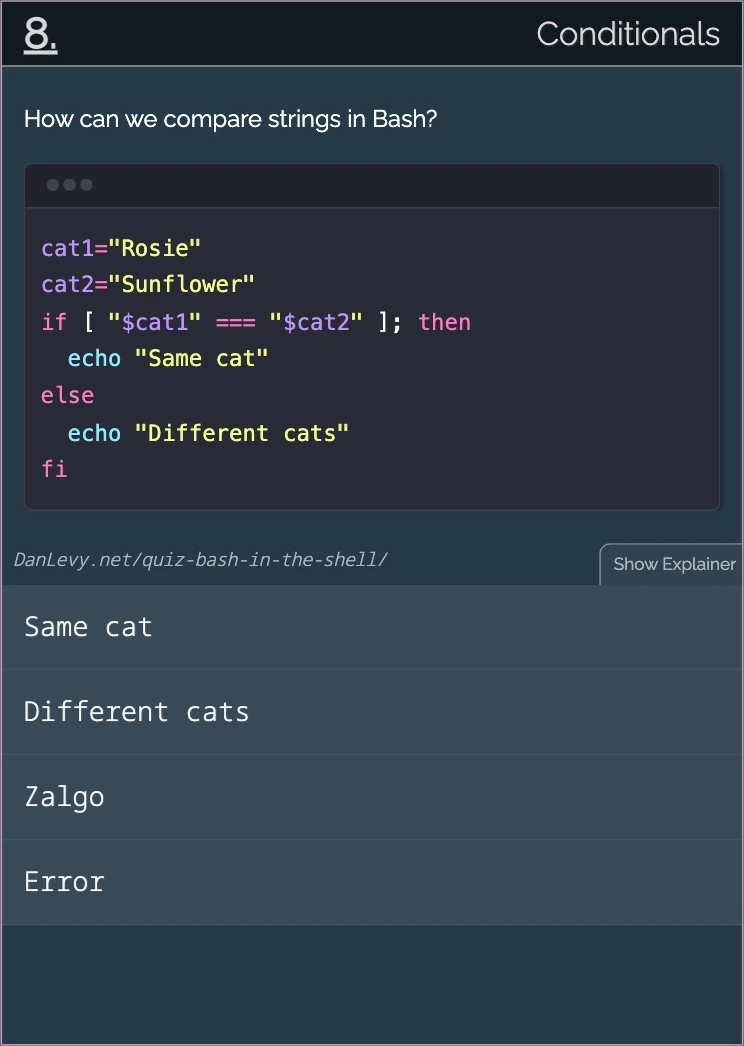 8.
Conditionals
How can we compare strings in Bash?
cat1="Rosie"
cat2="Sunflower"
if [ "$cat1" === "$cat2" ]; then
  echo "Same cat"
else
  echo "Different cats"
fi
DanLevy.net/quiz-bash-in-the-shell/
Show Explainer
Same cat
Different cats
Zalgo
Error